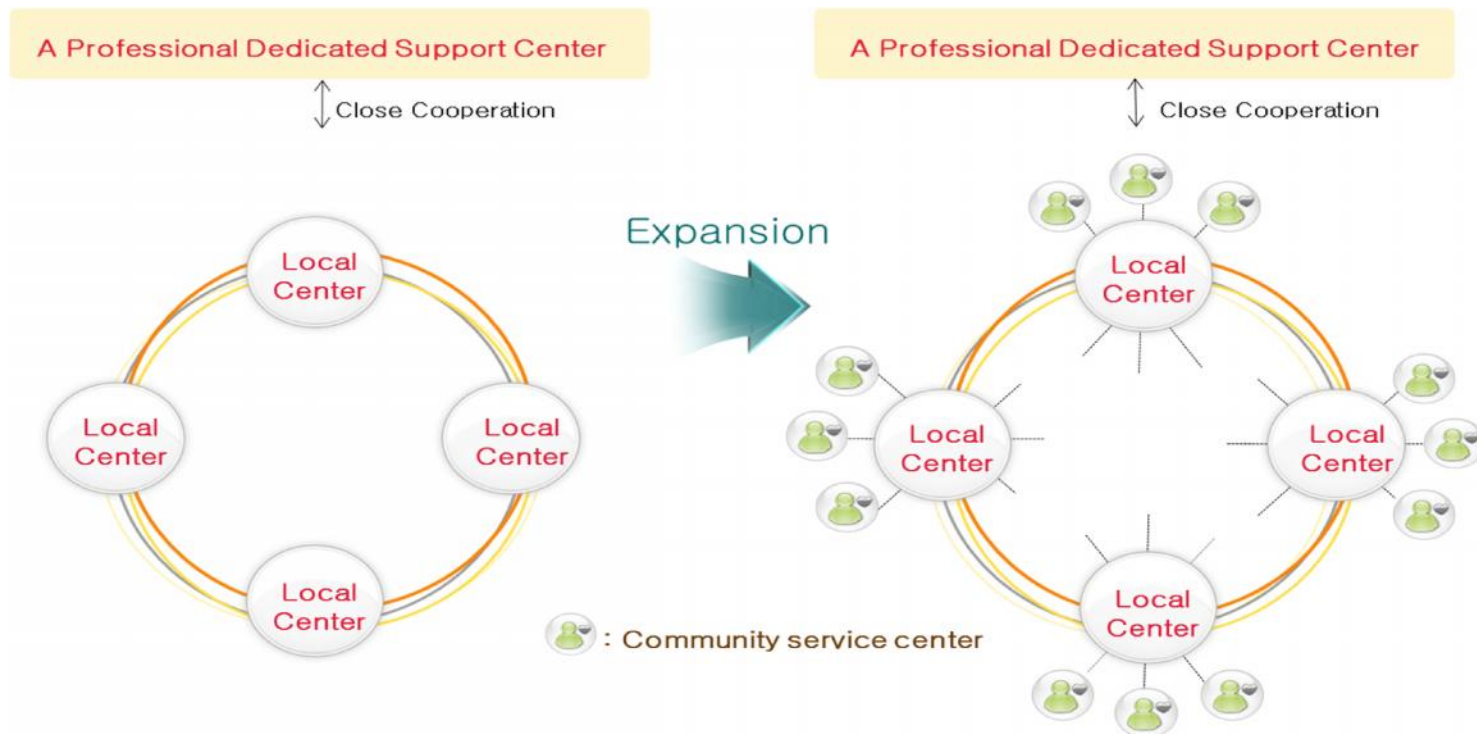 A Professional Dedicated Support Center
Close Cooperation
Local
Center
Local
Center
Local
Center
Local
Center
Expansion
A Professional Dedicated Support Center
Close Cooperation
Local
Center
Local
Center
Local
Center
Local
Center
: Community service center